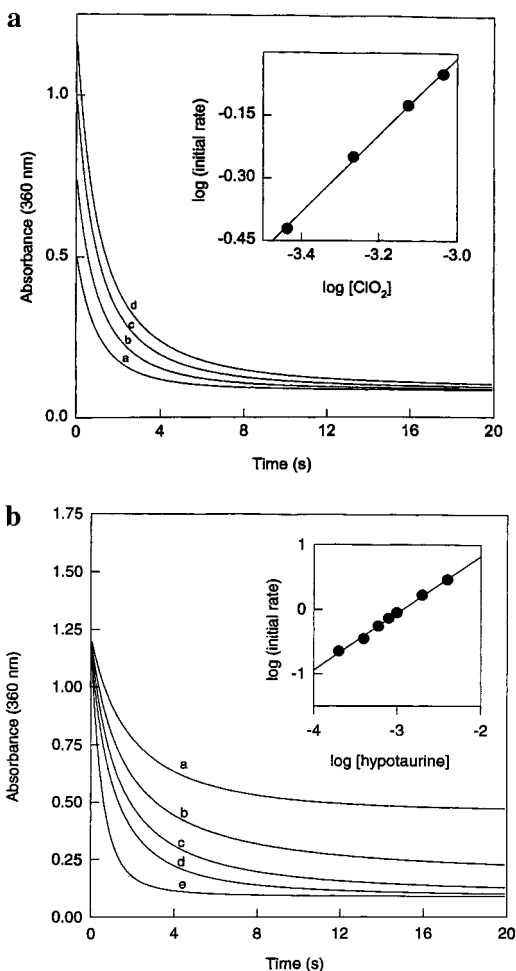 a
1.0
0.5
0.0
Absorbance (360 nm)
d
c
b
a
0 4 8 12 16 20
Time (s)
-0.15
-0.30
-0.45
log (initial rate)
-3.4 -3.2 -3.0
log [ClO₂]
b
1.75
1.50
1.25
1.00
0.75
0.50
0.25
0.00
Absorbance (360 nm)
a
b
c
d
e
0 4 8 12 16 20
Time (s)
1
0
-1
log (initial rate)
-4 -3 -2 -1
log [hypotaurine]